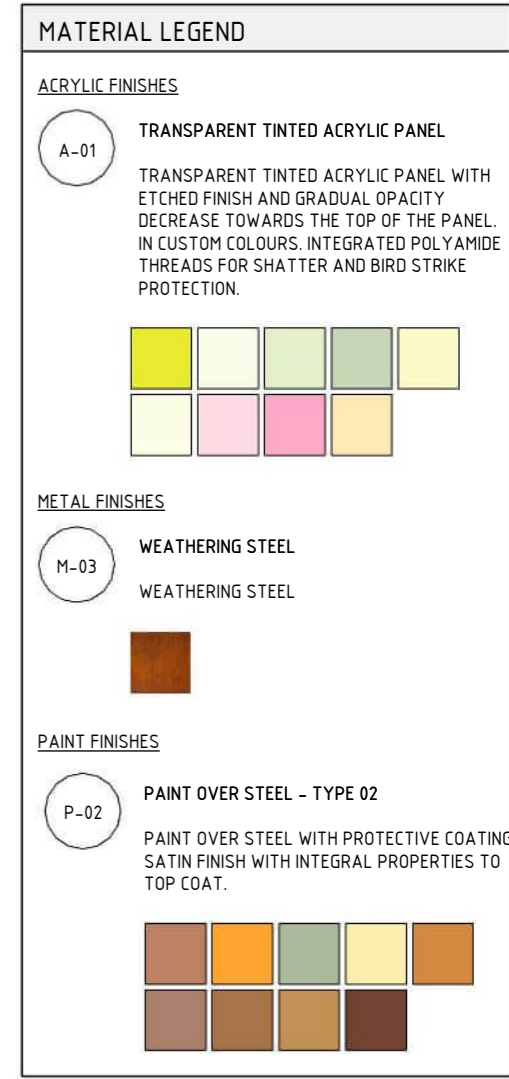 MATERIAL LEGEND
ACRYLIC FINISHES
A-01
TRANSPARENT TINTED ACRYLIC PANEL
TRANSPARENT TINTED ACRYLIC PANEL WITH
ETCHED FINISH AND GRADUAL OPACITY
DECREASE TOWARDS THE TOP OF THE PANEL.
IN CUSTOM COLOURS. INTEGRATED POLYAMIDE
THREADS FOR SHATTER AND BIRD STRIKE
PROTECTION.
METAL FINISHES
M-03
WEATHERING STEEL
WEATHERING STEEL
PAINT FINISHES
P-02
PAINT OVER STEEL - TYPE 02
PAINT OVER STEEL WITH PROTECTIVE COATING
SATIN FINISH WITH INTEGRAL PROPERTIES TO
TOP COAT.